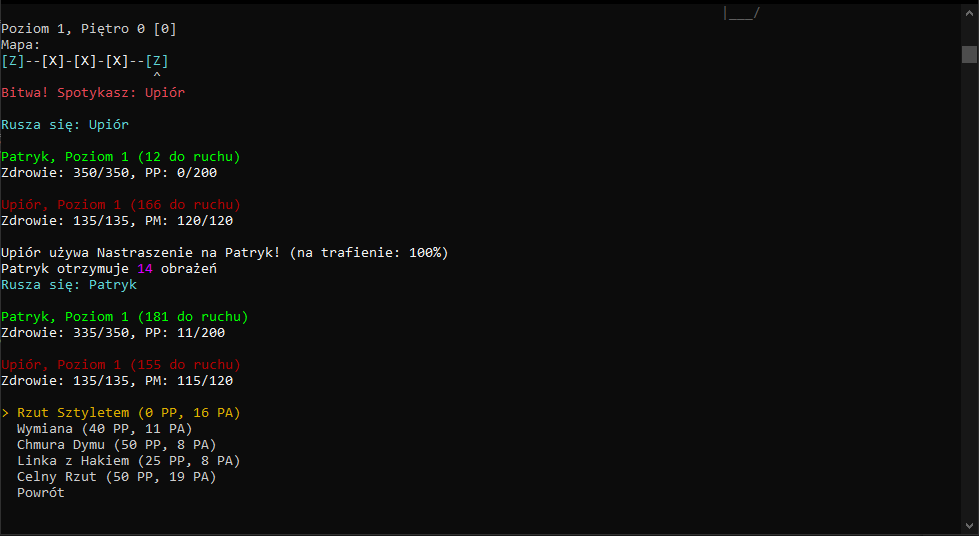 |___/
Poziom 1, Piętro 0 [0]
Mapa:
[Z]--[X]-[X]-[X]--[Z]
^
Bitwa! Spotykasz: Upiór
Rusza się: Upiór
Patryk, Poziom 1 (12 do ruchu)
Zdrowie: 350/350, PP: 0/200
Upiór, Poziom 1 (166 do ruchu)
Zdrowie: 135/135, PM: 120/120
Upiór używa Nastraszenie na Patryk! (na trafienie: 100%)
Patryk otrzymuje 14 obrażeń
Rusza się: Patryk
Patryk, Poziom 1 (181 do ruchu)
Zdrowie: 335/350, PP: 11/200
Upiór, Poziom 1 (155 do ruchu)
Zdrowie: 135/135, PM: 115/120
> Rzut Sztyletem (0 PP, 16 PA)
Wymiana (40 PP, 11 PA)
Chmura Dymu (50 PP, 8 PA)
Linka z Hakiem (25 PP, 8 PA)
Celny Rzut (50 PP, 19 PA)
Powrót